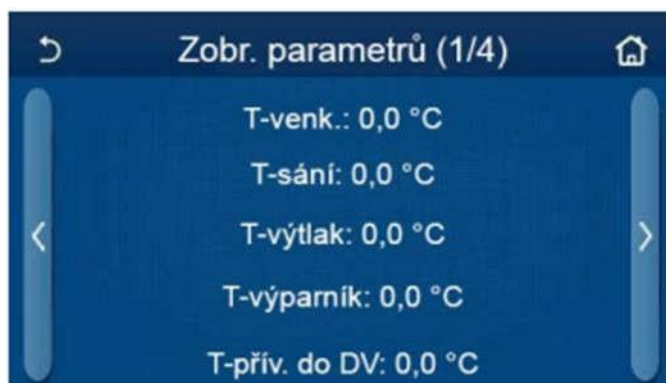 Zobr. parametrů (1/4)
T-venk.: 0,0 °C
T-sání: 0,0 °C
T-výtlak: 0,0 °C
T-výparník: 0,0 °C
T-přív. do DV: 0,0 °C